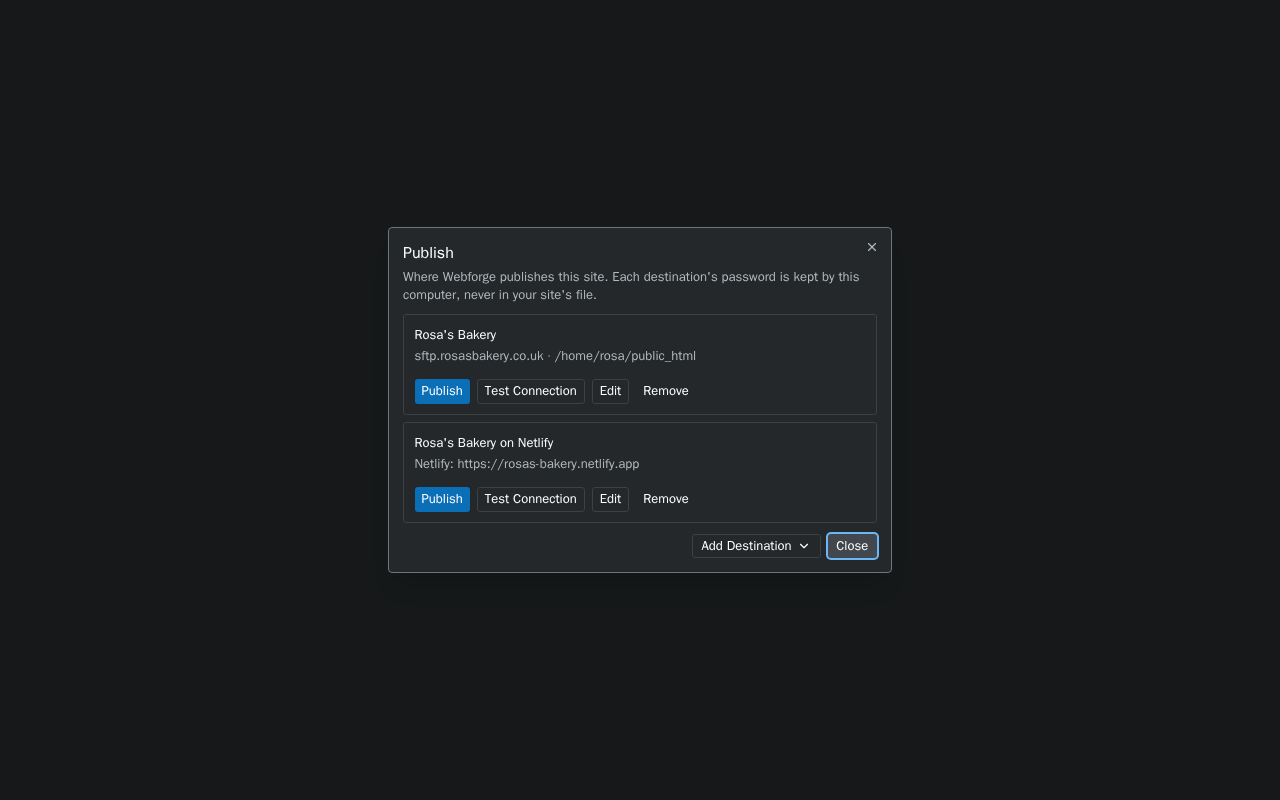 Publish
Where Webforge publishes this site. Each destination's password is kept by this
computer, never in your site's file.
Rosa's Bakery
sftp.rosasbakery.co.uk · /home/rosa/public_html
Publish Test Connection Edit Remove
Rosa's Bakery on Netlify
Netlify: https://rosas-bakery.netlify.app
Publish Test Connection Edit Remove
Add Destination Close